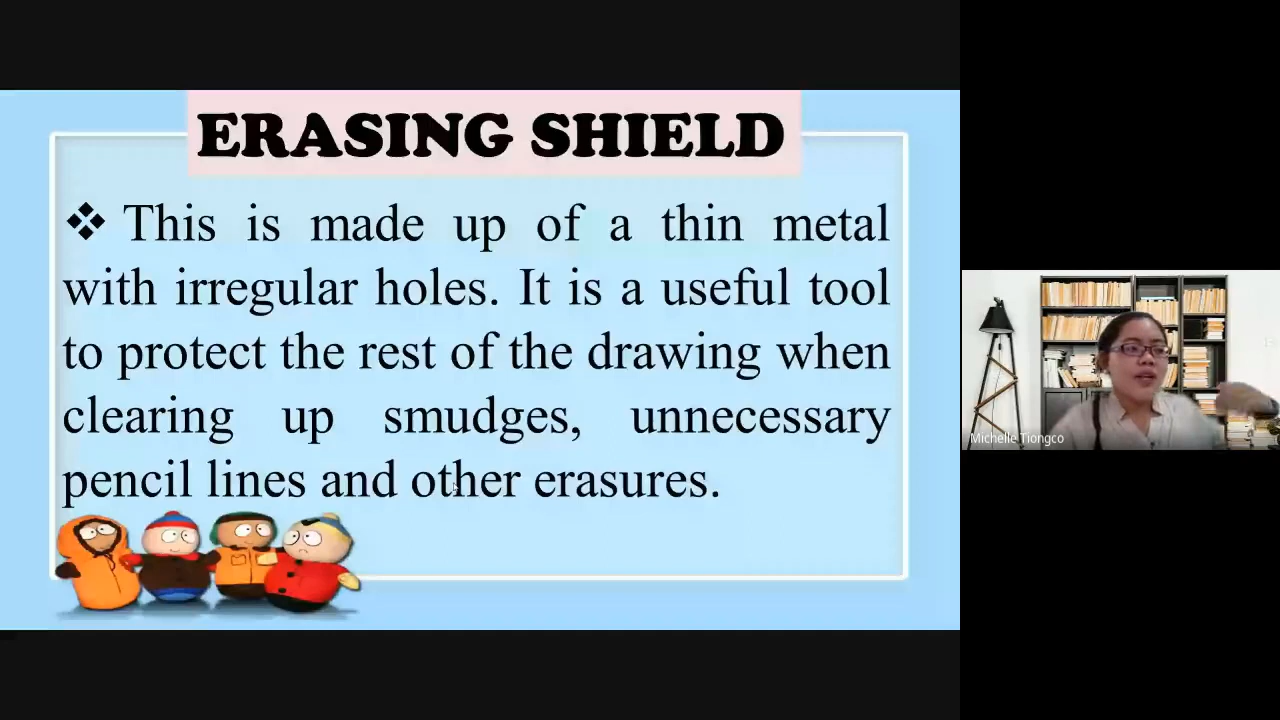 ERASING SHIELD
❖ This is made up of a thin metal
with irregular holes. It is a useful tool
to protect the rest of the drawing when
clearing up smudges, unnecessary
pencil lines and other erasures.
Michelle Tiongco